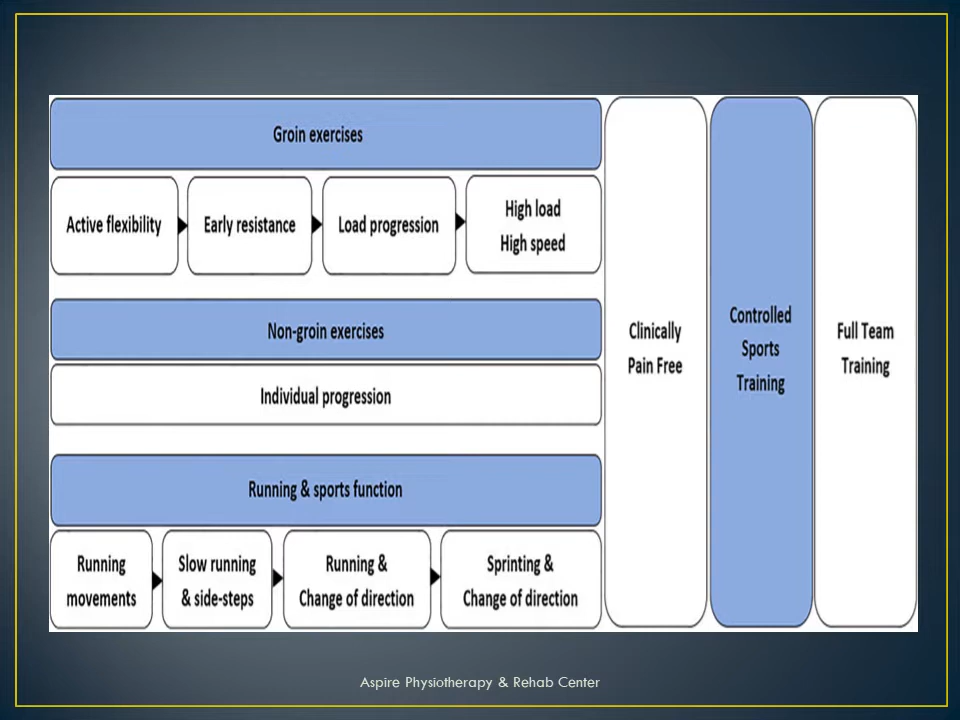 Groin exercises
Active flexibility
Early resistance
Load progression
High load
High speed
Non-groin exercises
Individual progression
Running & sports function
Running
movements
Slow running
& side-steps
Running &
Change of direction
Sprinting &
Change of direction
Clinically
Pain Free
Controlled
Sports
Training
Full Team
Training
Aspire Physiotherapy & Rehab Center